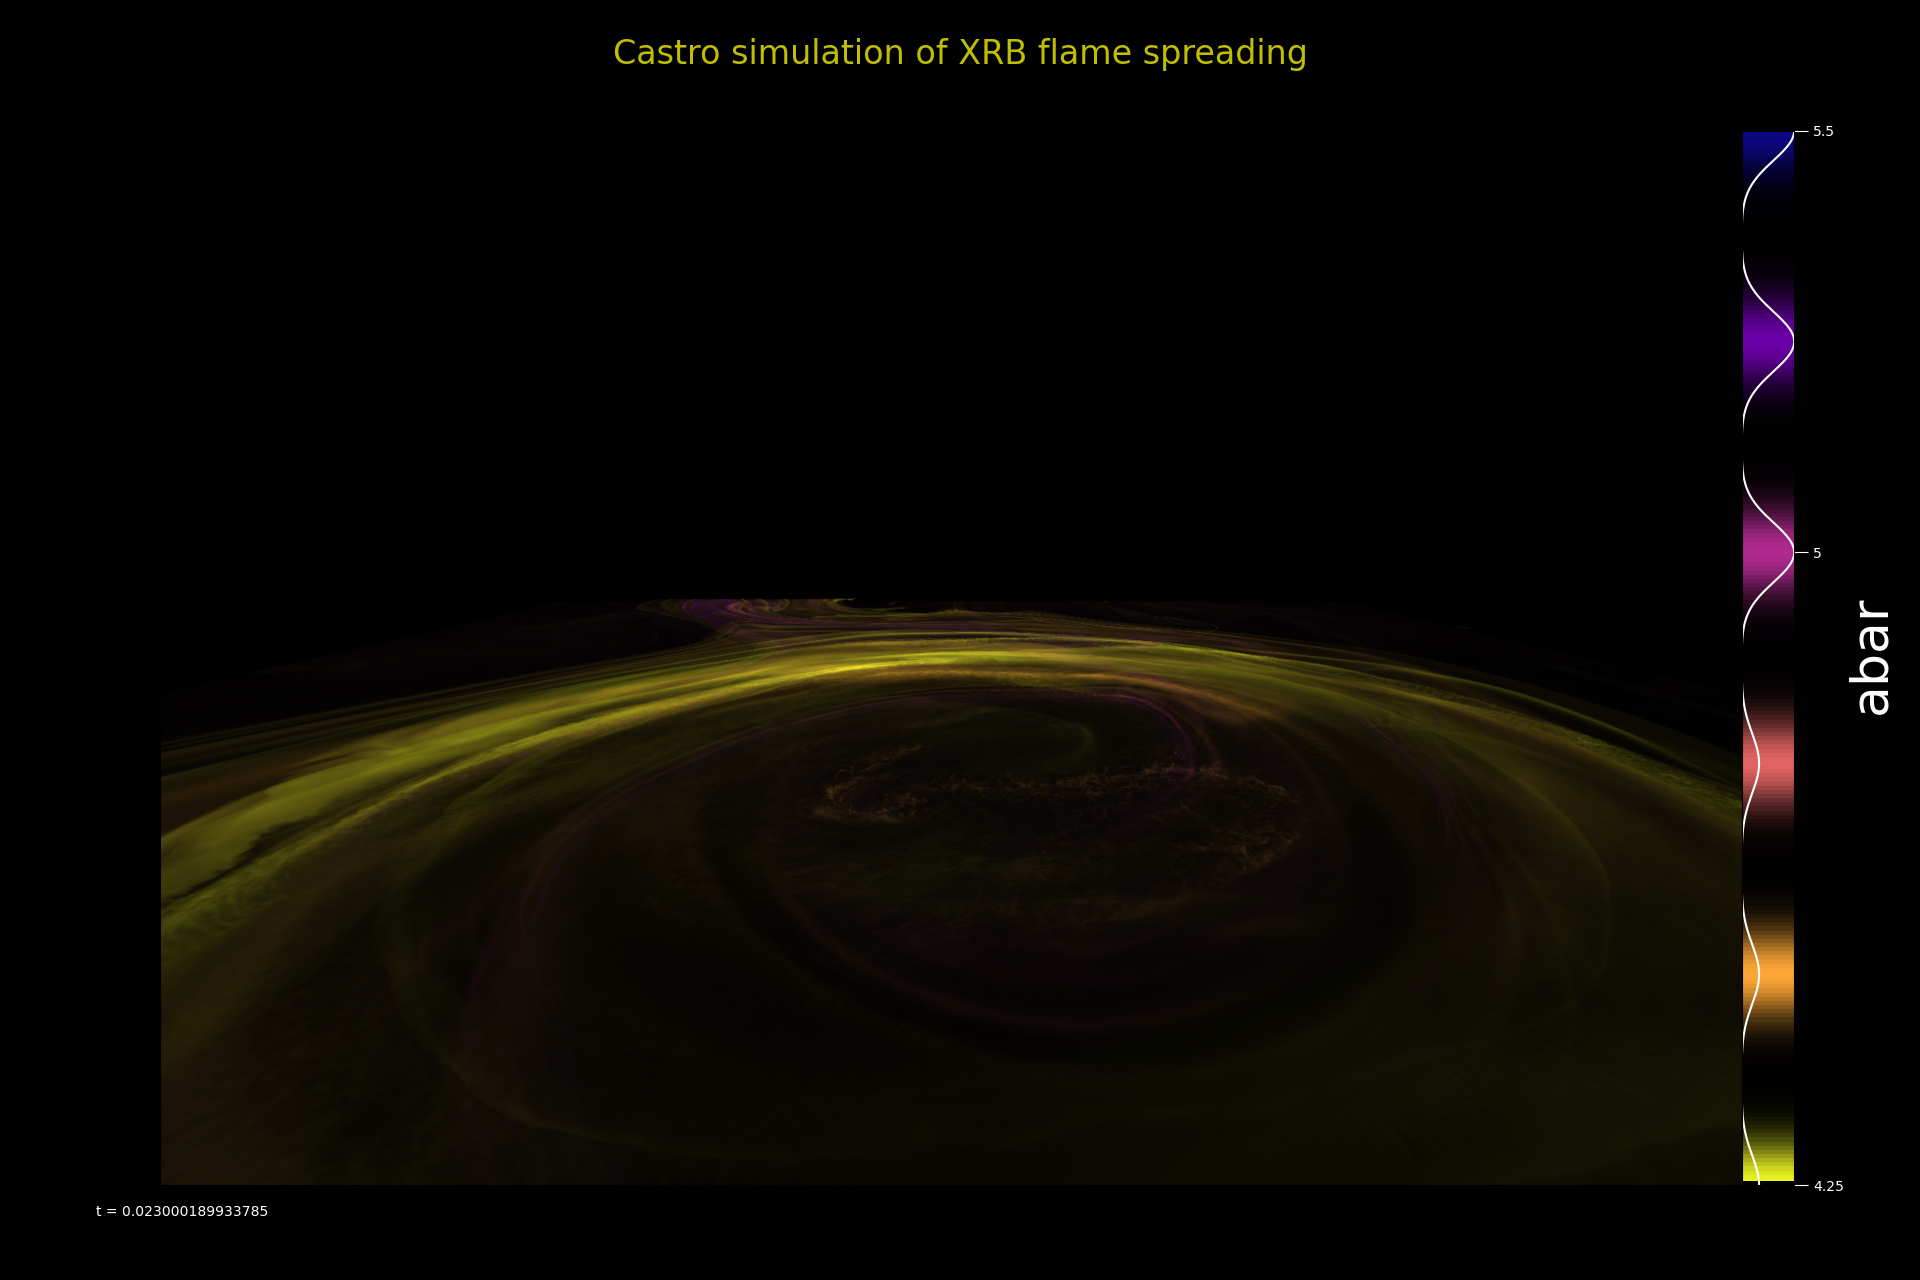 Castro simulation of XRB flame spreading
5.5
5
abar
4.25
t = 0.023000189933785